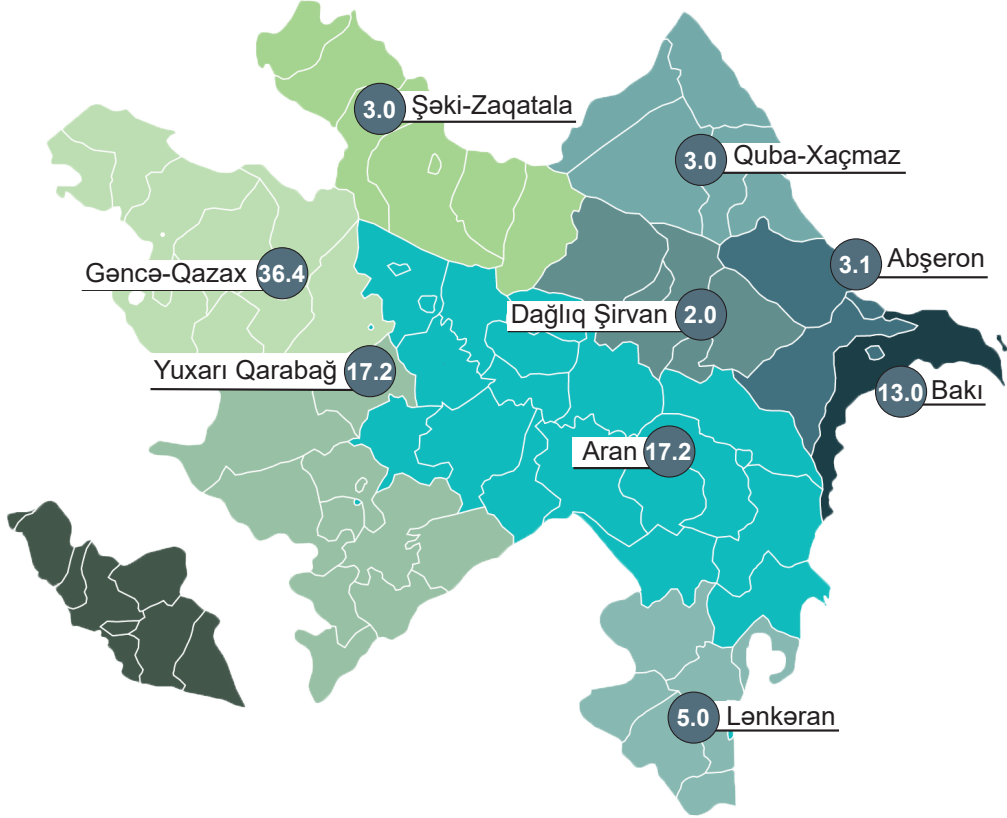 3.0 Şəki-Zaqatala
3.0 Quba-Xaçmaz
3.1 Abşeron
Gəncə-Qazax 36.4
Dağlıq Şirvan 2.0
Yuxarı Qarabağ 17.2
13.0 Bakı
Aran 17.2
5.0 Lənkəran